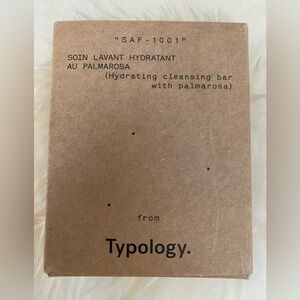 "SAF-1001"
SOIN LAVANT HYDRATANT
AU PALMAROSA
(Hydrating cleansing bar
with palmarosa)
from
Typology.